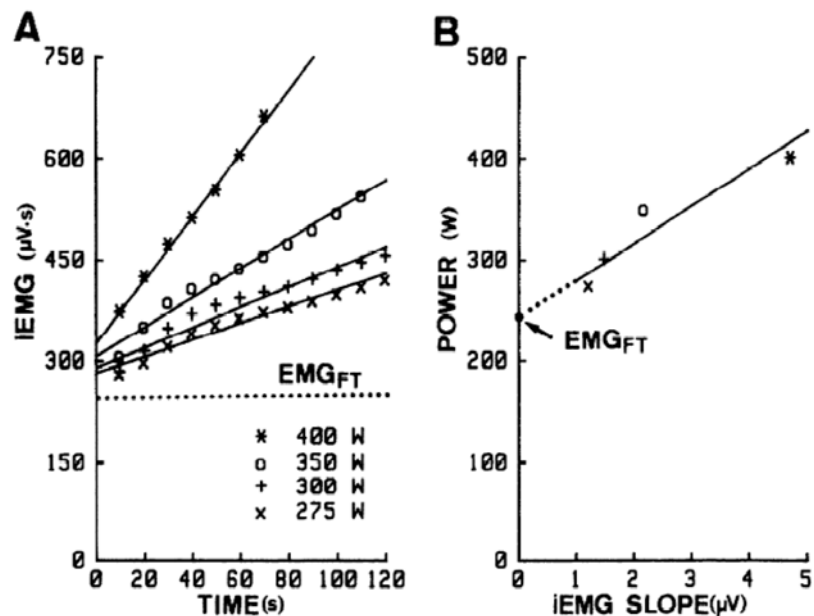 A
IEMG (µV·s)
750
600
450
300
150
0
EMGFT
* 400 W
o 350 W
+ 300 W
x 275 W
0 20 40 60 80 100 120
TIME(s)
B
POWER (W)
500
400
300
200
100
0
EMGFT
0 1 2 3 4 5
iEMG SLOPE(µV)